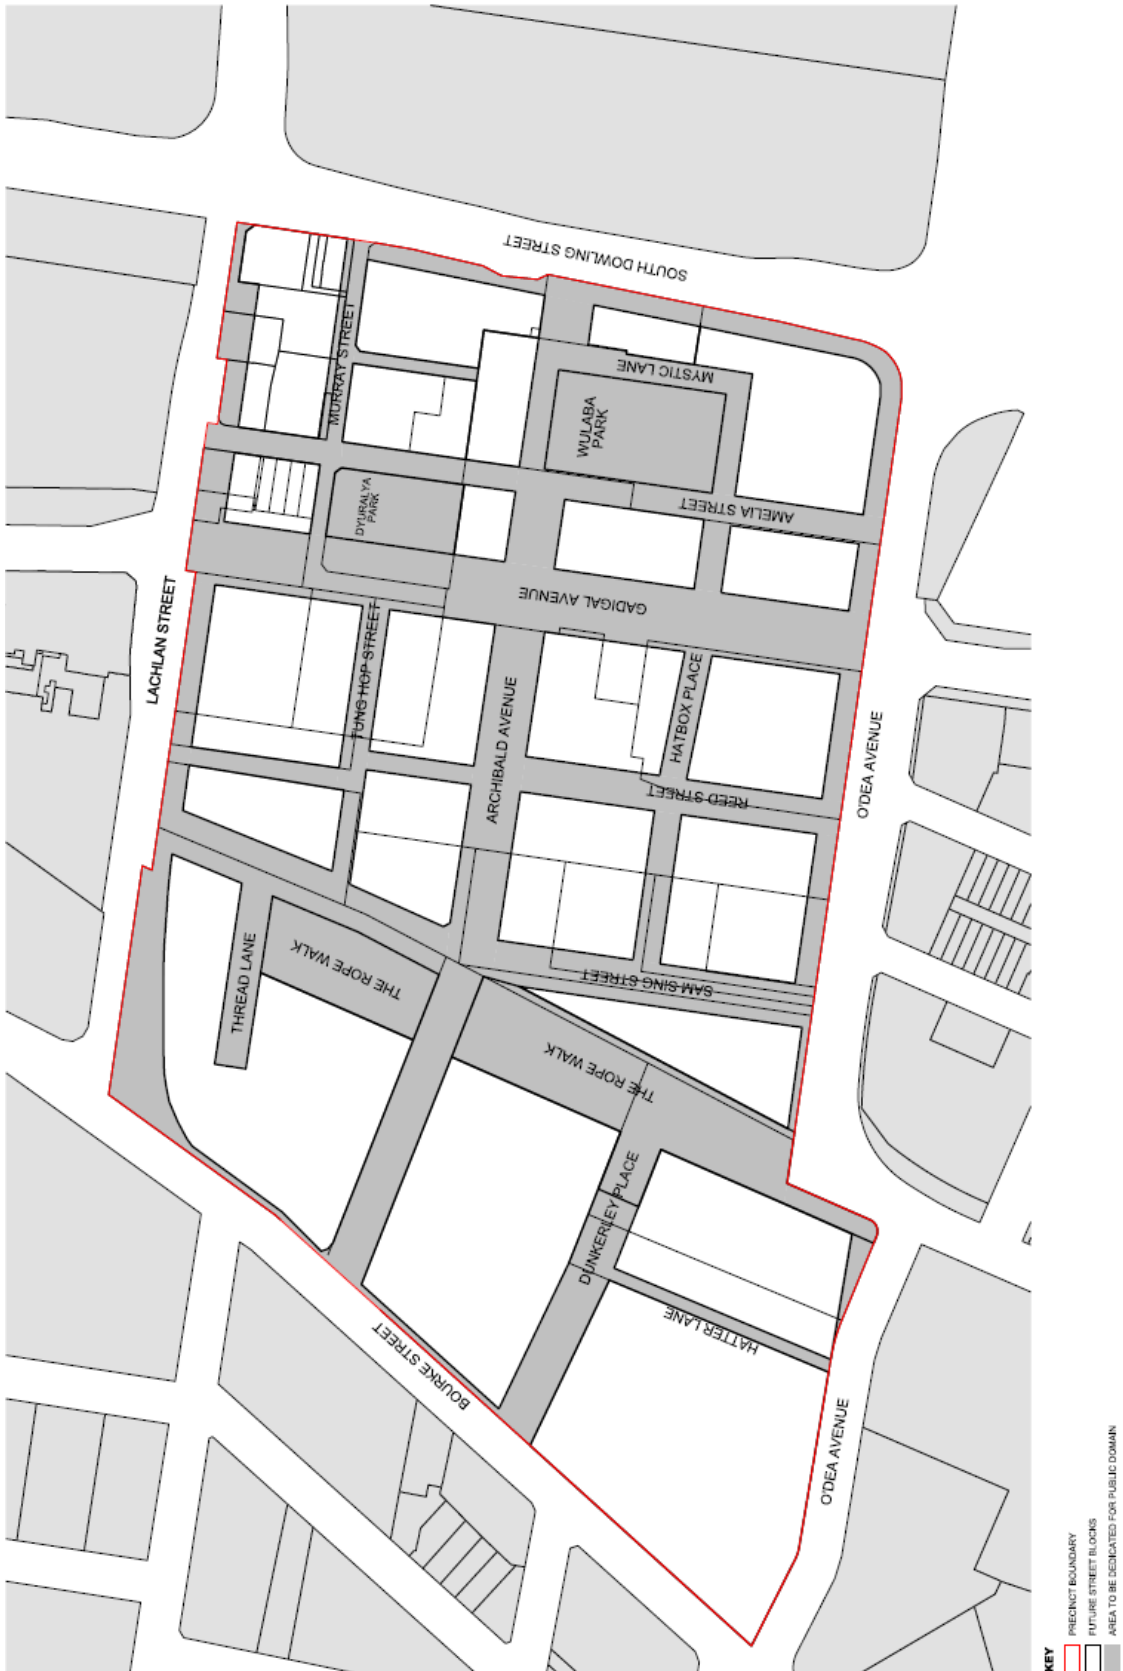 SOUTH DOWLING STREET
MURRAY STREET
MYSTIC LANE
WULABA
PARK
DYURALYA
PARK
AMELIA STREET
GADIGAL AVENUE
LACHLAN STREET
TUNG HOP STREET
ARCHIBALD AVENUE
HATBOX PLACE
REED STREET
O'DEA AVENUE
THREAD LANE
THE ROPE WALK
SAM SING STREET
THE ROPE WALK
DUNKERLEY PLACE
HATTER LANE
BOURKE STREET
O'DEA AVENUE
KEY
PRECINCT BOUNDARY
FUTURE STREET BLOCKS
AREA TO BE DEDICATED FOR PUBLIC DOMAIN